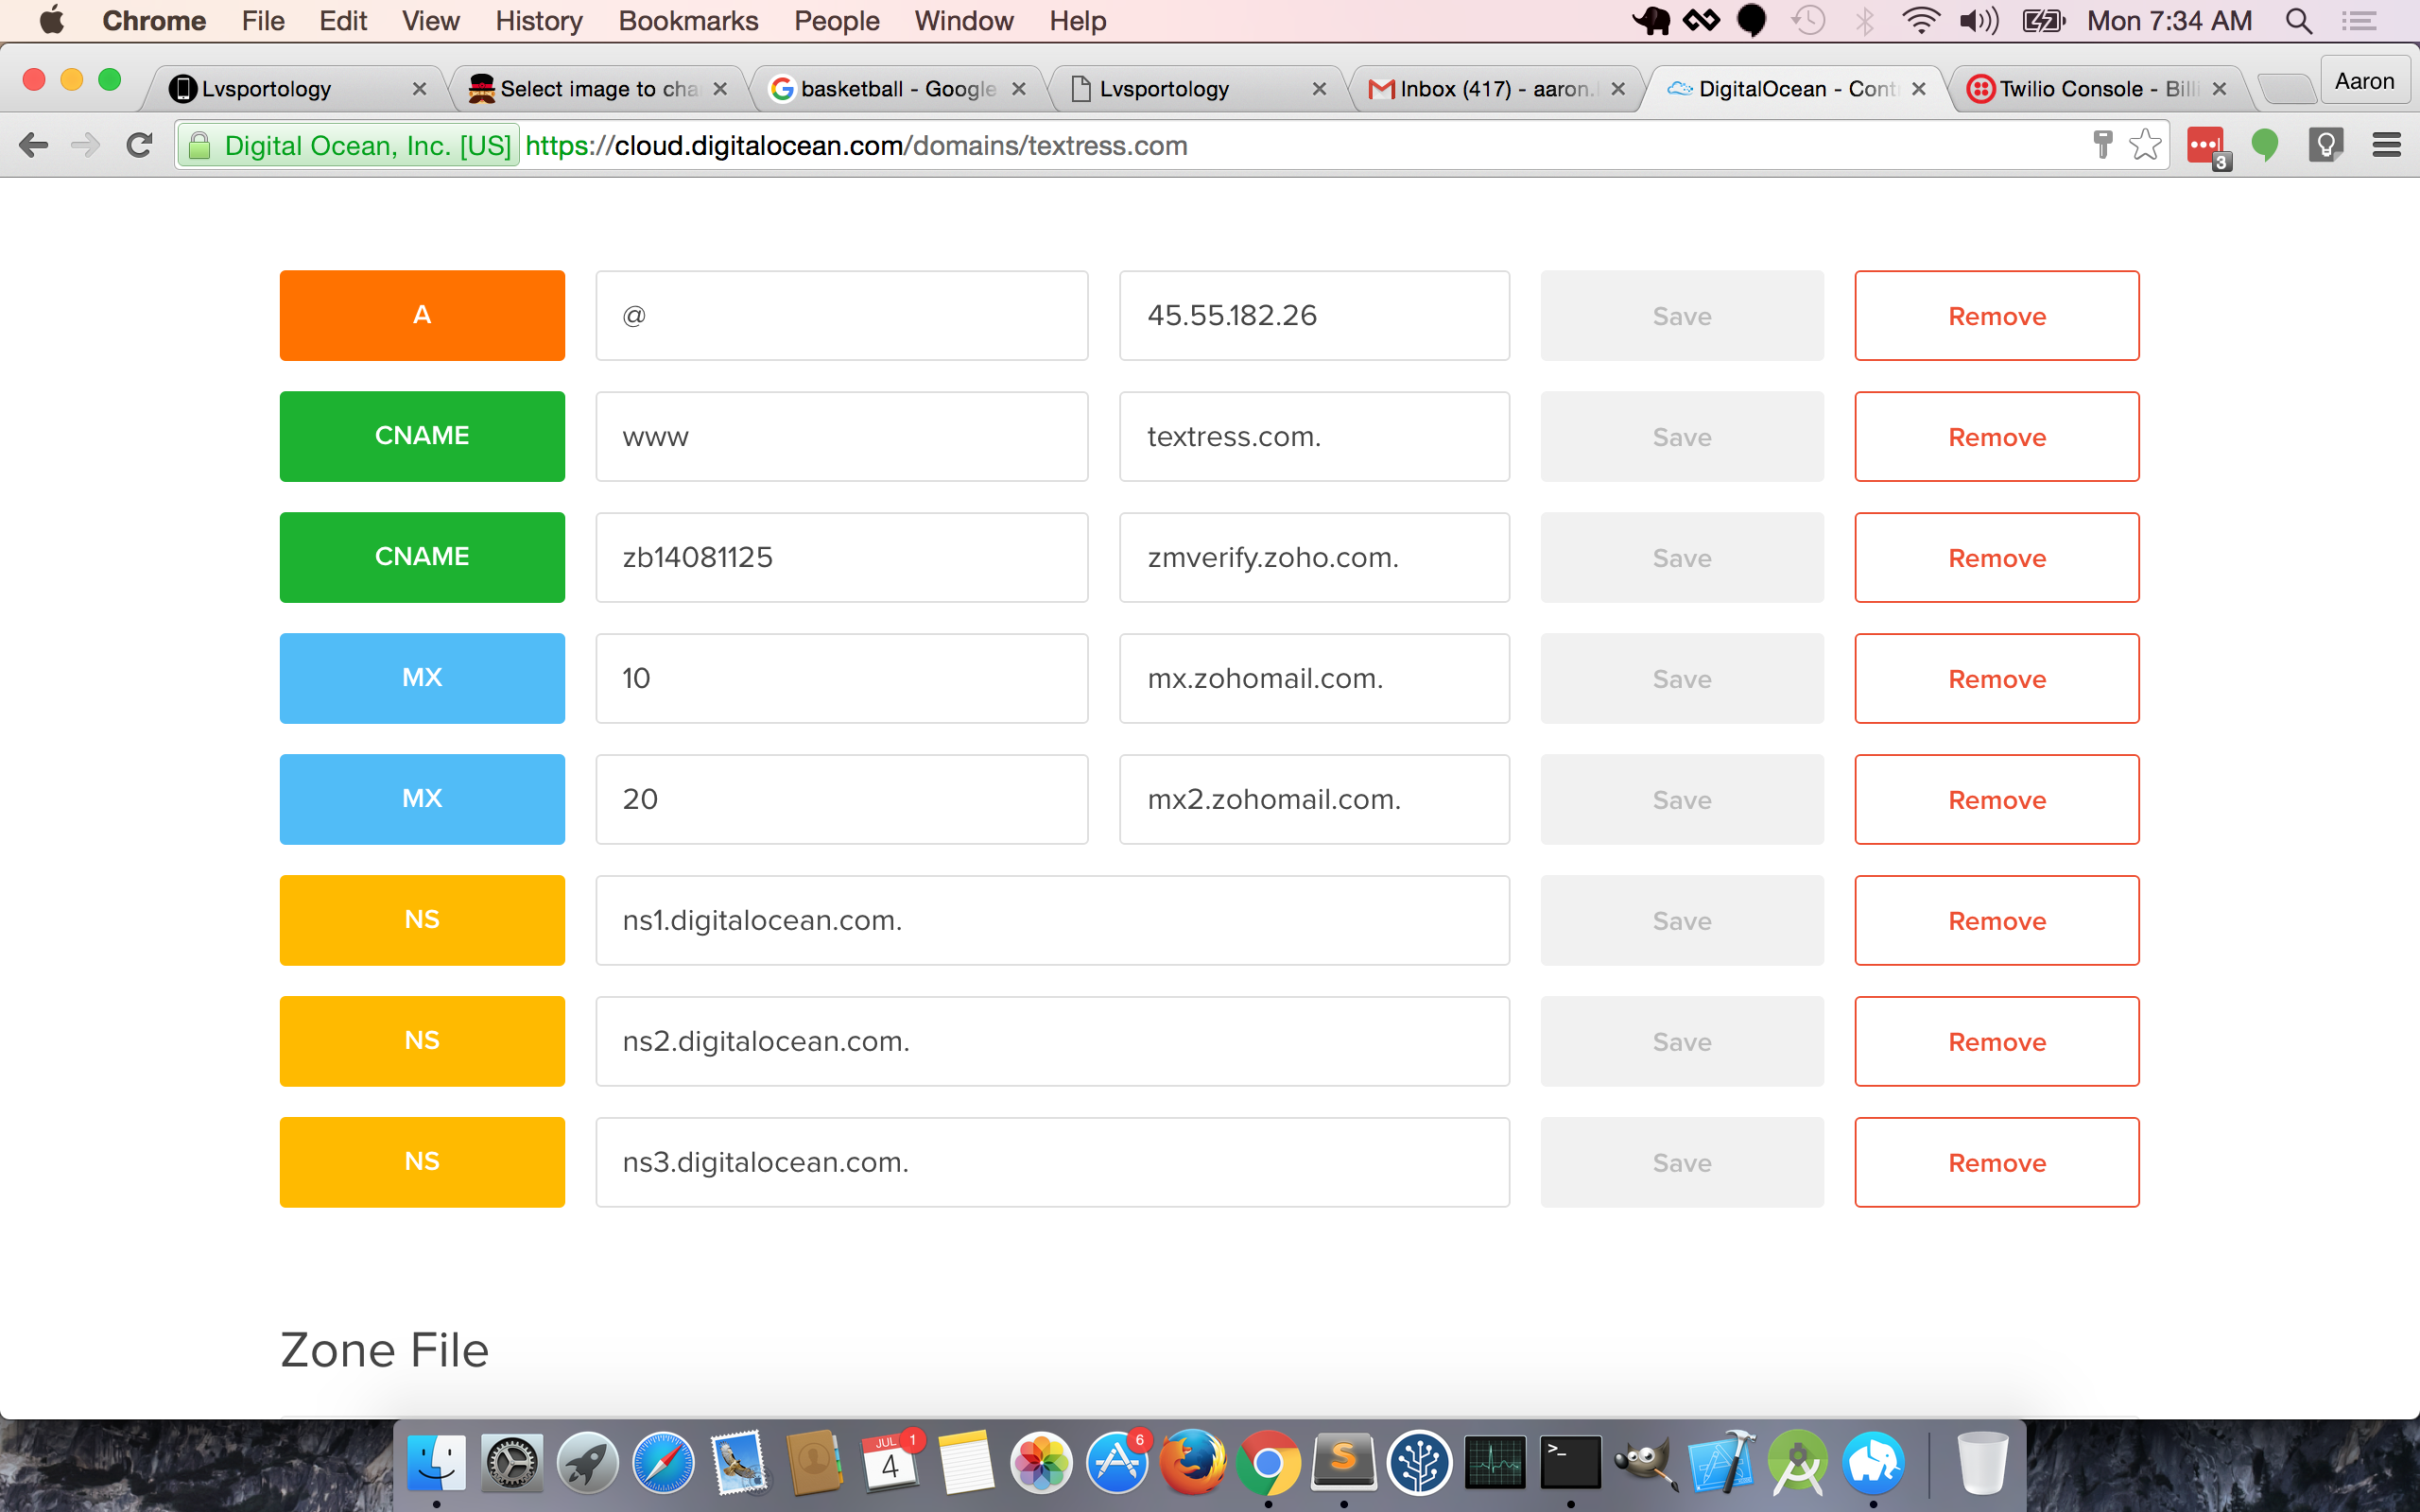 Chrome File Edit View History Bookmarks People Window Help Mon 7:34 AM
Lvsportology Select image to cha basketball - Google Lvsportology Inbox (417) - aaron. DigitalOcean - Cont Twilio Console - Billi Aaron
Digital Ocean, Inc. [US] https://cloud.digitalocean.com/domains/textress.com 3
A @ 45.55.182.26 Save Remove
CNAME www textress.com. Save Remove
CNAME zb14081125 zmverify.zoho.com. Save Remove
MX 10 mx.zohomail.com. Save Remove
MX 20 mx2.zohomail.com. Save Remove
NS ns1.digitalocean.com. Save Remove
NS ns2.digitalocean.com. Save Remove
NS ns3.digitalocean.com. Save Remove
Zone File
JUL 4 1 6 S >_